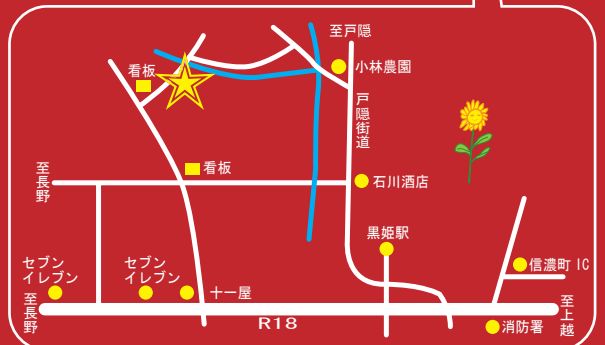 至戸隠
小林農園
看板
戸隠街道
看板
至長野
石川酒店
黒姫駅
セブン
イレブン
セブン
イレブン
十一屋
信濃町 IC
至長野
R18
至上越
消防署